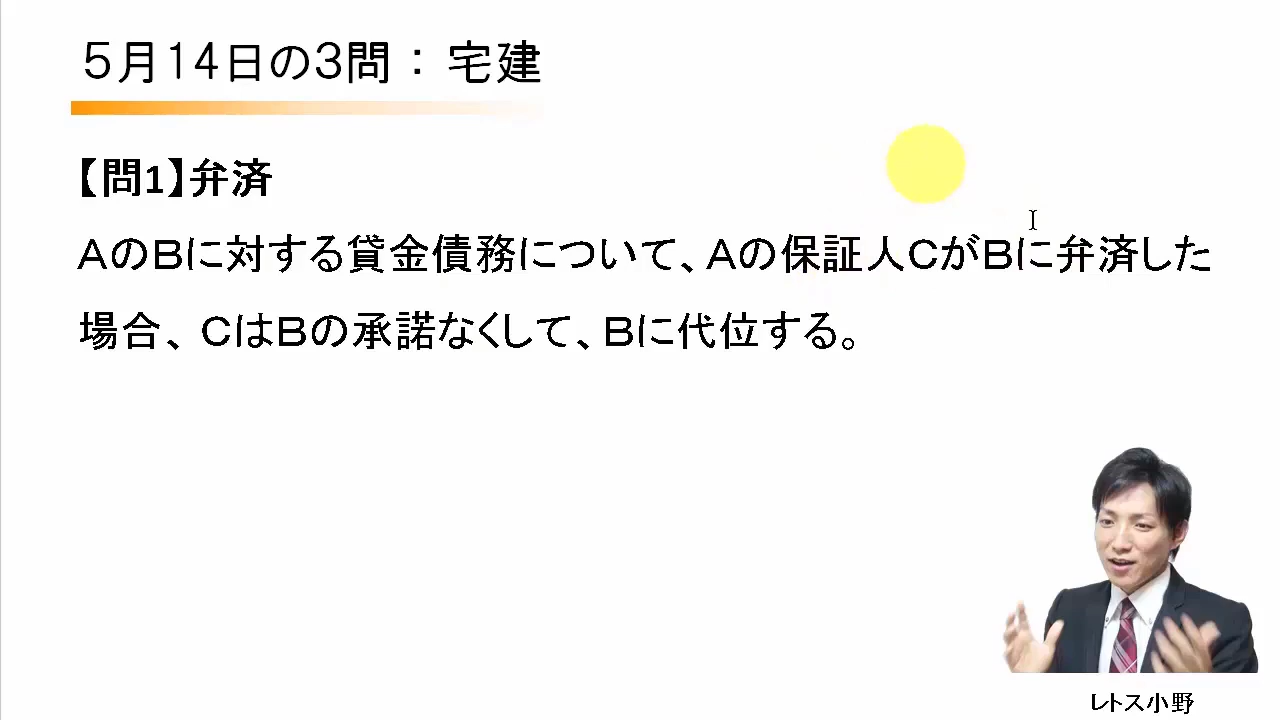 5月14日の3問：宅建
【問1】弁済
ＡのＢに対する貸金債務について、Ａの保証人ＣがＢに弁済した
場合、ＣはＢの承諾なくして、Ｂに代位する。
レトス小野